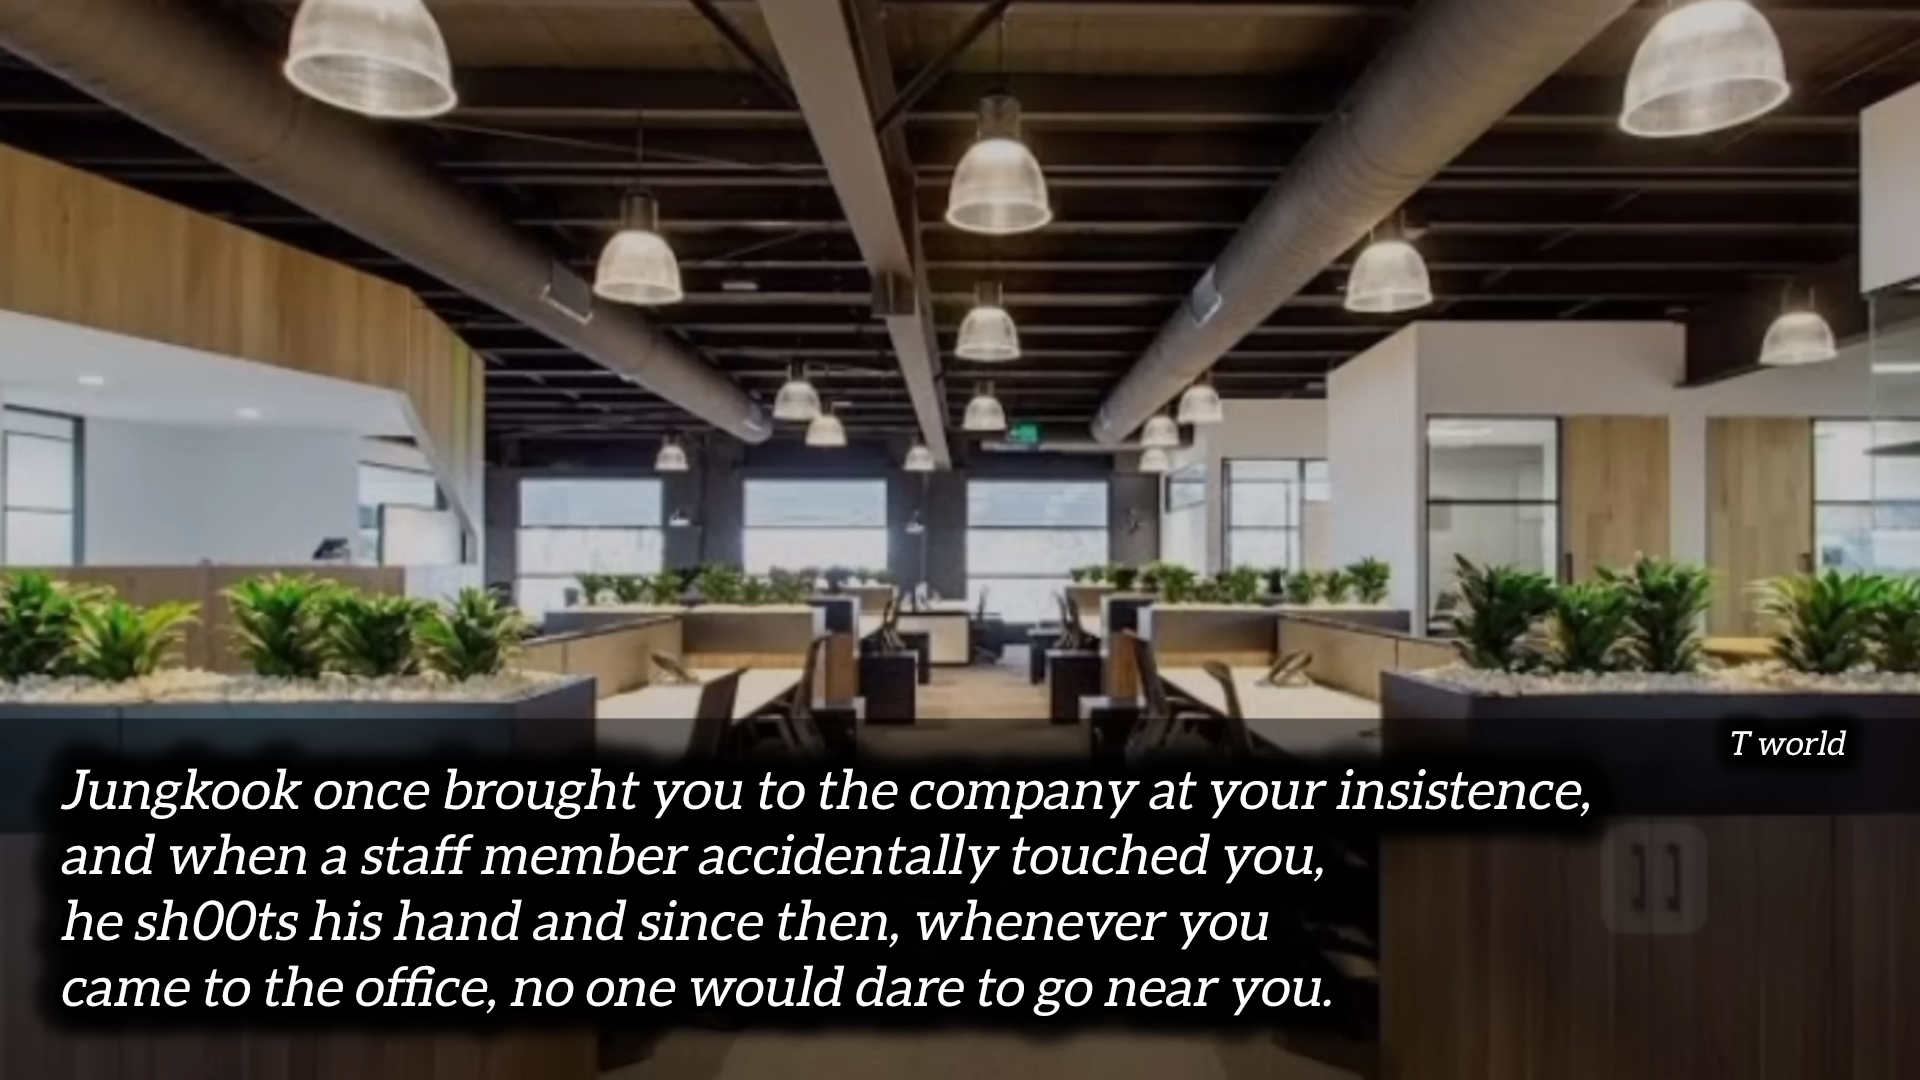 T world
Jungkook once brought you to the company at your insistence,
and when a staff member accidentally touched you,
he sh00ts his hand and since then, whenever you
came to the office, no one would dare to go near you.